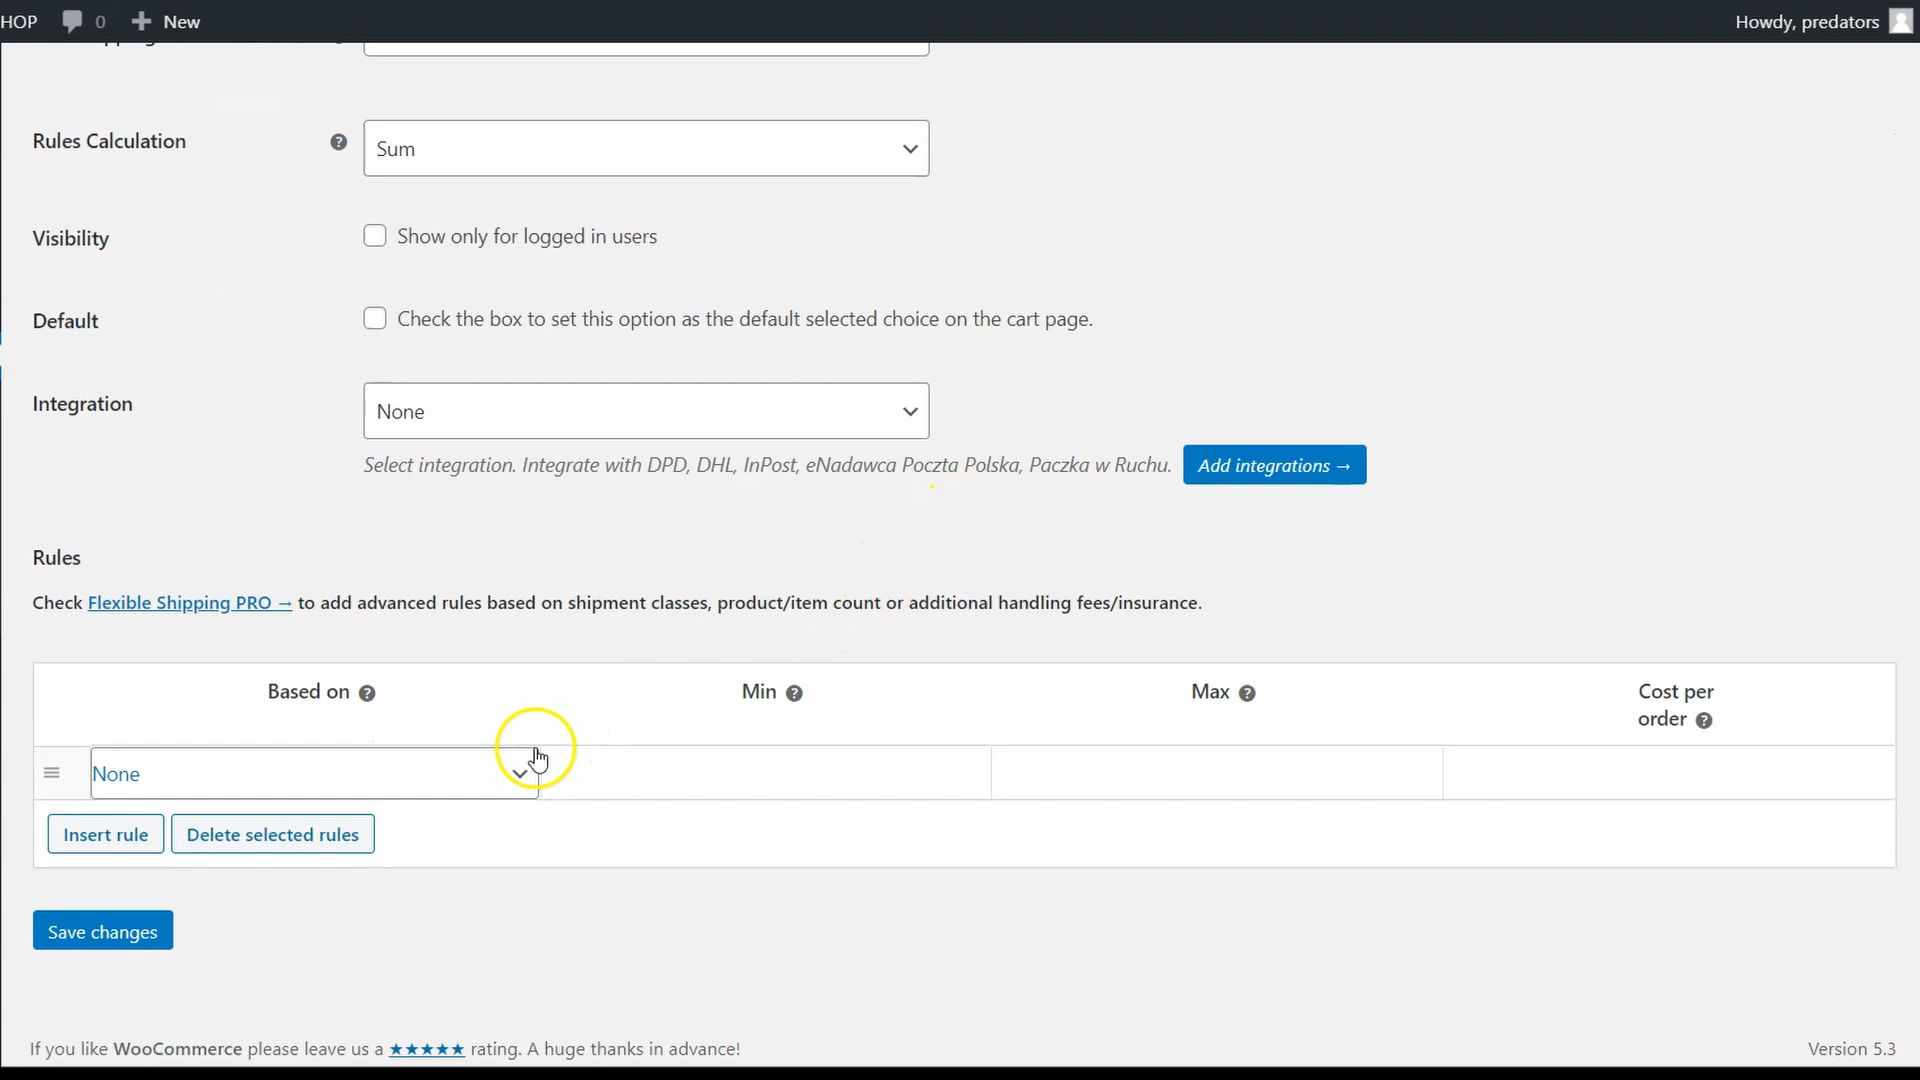 HOP 0 New Howdy, predators
Rules Calculation Sum
Visibility Show only for logged in users
Default Check the box to set this option as the default selected choice on the cart page.
Integration None
Select integration. Integrate with DPD, DHL, InPost, eNadawca Poczta Polska, Paczka w Ruchu. Add integrations →
Rules
Check Flexible Shipping PRO → to add advanced rules based on shipment classes, product/item count or additional handling fees/insurance.
Based on Min Max Cost per
order
None
Insert rule Delete selected rules
Save changes
If you like WooCommerce please leave us a ★★★★★ rating. A huge thanks in advance! Version 5.3